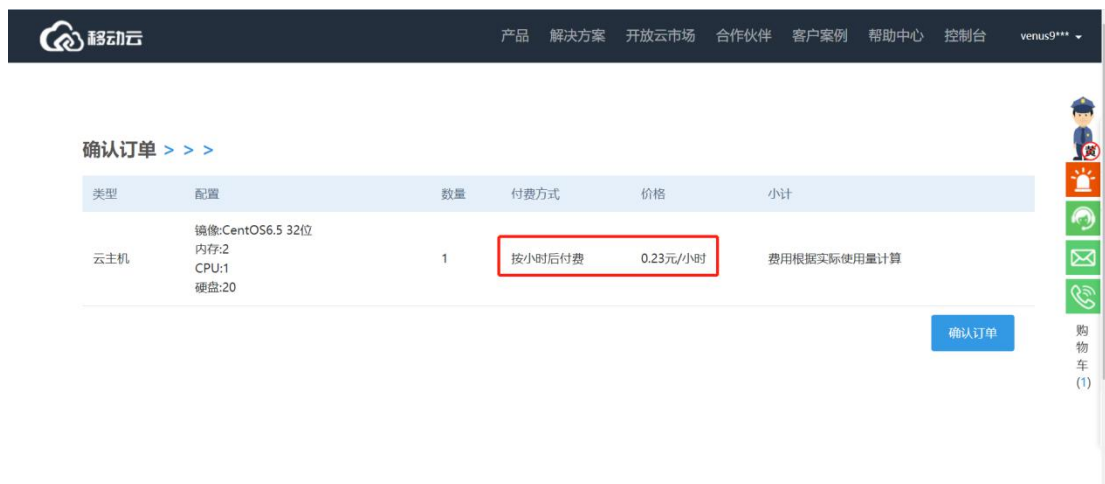 移动云 产品 解决方案 开放云市场 合作伙伴 客户案例 帮助中心 控制台 venus9***
确认订单 > > >
黄
类型 配置 数量 付费方式 价格 小计
镜像:CentOS6.5 32位
内存:2
云主机 1 按小时后付费 0.23元/小时 费用根据实际使用量计算
CPU:1
硬盘:20
确认订单
购
物
车
(1)